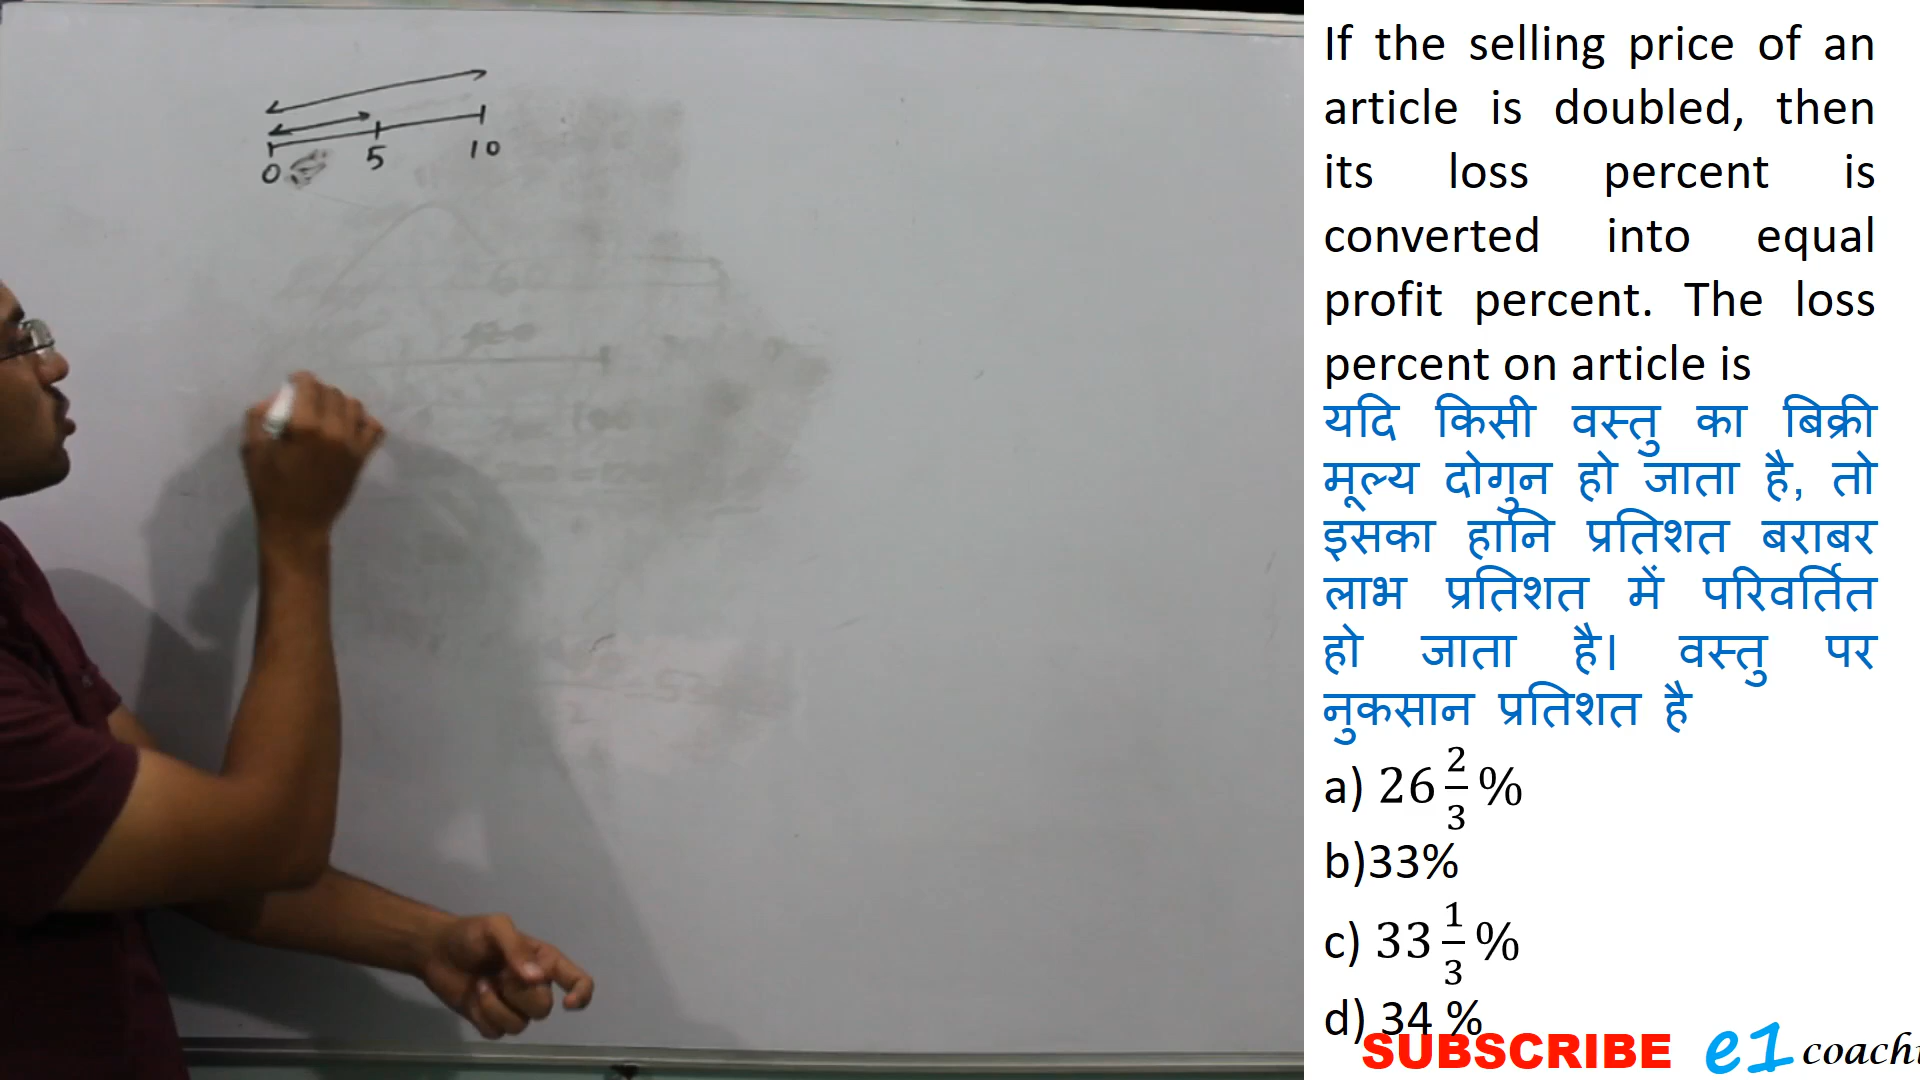 0 5 10
If the selling price of an
article is doubled, then
its loss percent is
converted into equal
profit percent. The loss
percent on article is
यदि किसी वस्तु का बिक्री
मूल्य दोगुन हो जाता है, तो
इसका हानि प्रतिशत बराबर
लाभ प्रतिशत में परिवर्तित
हो जाता है। वस्तु पर
नुकसान प्रतिशत है
a) 26 2/3 %
b)33%
c) 33 1/3 %
d) 34 %
SUBSCRIBE e1 coachi